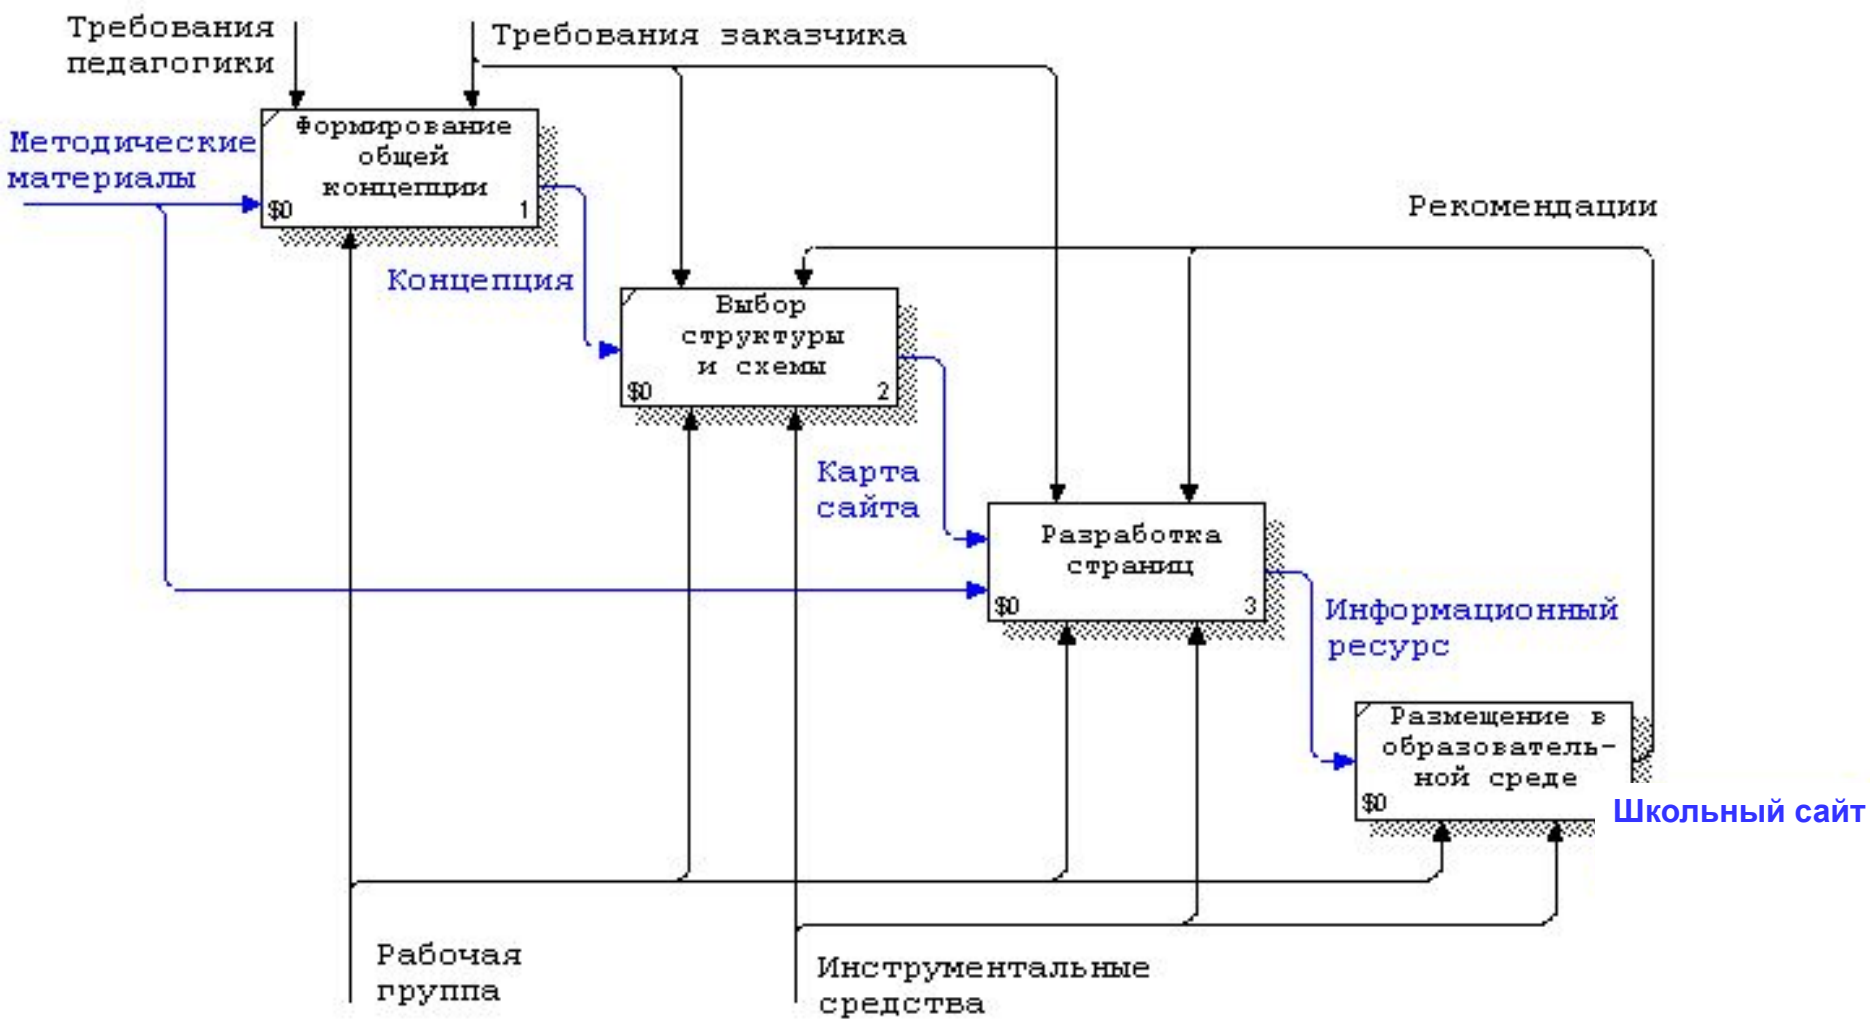 Требования
педагогики
Требования заказчика
Методические
материалы
Формирование
общей
концепции
$0
1
Рекомендации
Концепция
Выбор
структуры
и схемы
$0
2
Карта
сайта
Разработка
страниц
$0
3
Информационный
ресурс
Размещение в
образователь-
ной среде
$0
Школьный сайт
Рабочая
группа
Инструментальные
средства